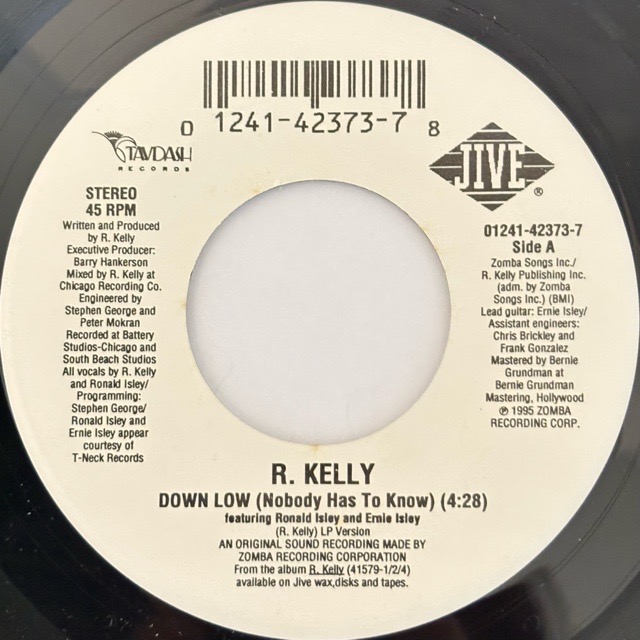 0 1241-42373-7 8
TAVDASH
RECORDS
JIVE ®
STEREO
45 RPM
Written and Produced
by R. Kelly
Executive Producer:
Barry Hankerson
Mixed by R. Kelly at
Chicago Recording Co.
Engineered by
Stephen George and
Peter Mokran
Recorded at Battery
Studios-Chicago and
South Beach Studios
All vocals by R. Kelly
and Ronald Isley/
Programming:
Stephen George/
Ronald Isley and
Ernie Isley appear
courtesy of
T-Neck Records
01241-42373-7
Side A
Zomba Songs Inc./
R. Kelly Publishing Inc.
(adm. by Zomba
Songs Inc.) (BMI)
Lead guitar: Ernie Isley/
Assistant engineers:
Chris Brickley and
Frank Gonzalez
Mastered by Bernie
Grundman at
Bernie Grundman
Mastering, Hollywood
℗ 1995 ZOMBA
RECORDING CORP.
R. KELLY
DOWN LOW (Nobody Has To Know) (4:28)
featuring Ronald Isley and Ernie Isley
(R. Kelly) LP Version
AN ORIGINAL SOUND RECORDING MADE BY
ZOMBA RECORDING CORPORATION
From the album R. Kelly (41579-1/2/4)
available on Jive wax,disks and tapes.